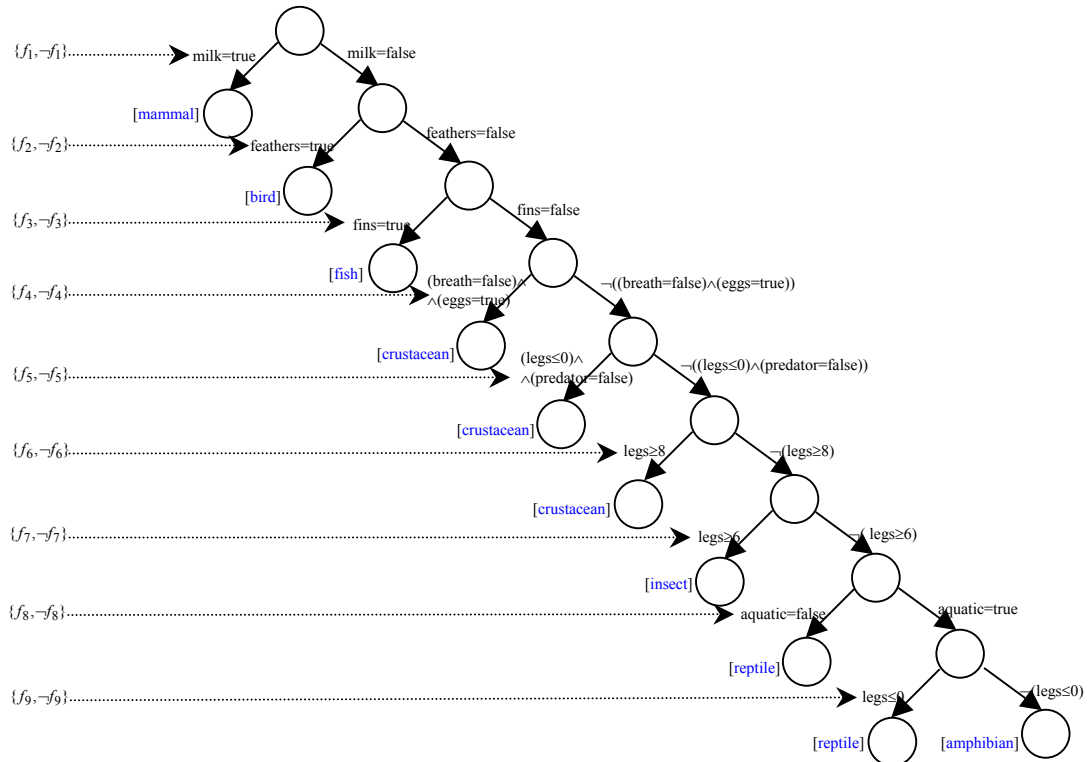 {f₁,¬f₁} milk=true milk=false
[mammal]
{f₂,¬f₂} feathers=true feathers=false
[bird]
{f₃,¬f₃} fins=true fins=false
[fish]
{f₄,¬f₄} (breath=false)∧ ¬((breath=false)∧(eggs=true))
∧(eggs=true)
[crustacean]
{f₅,¬f₅} (legs≤0)∧ ¬((legs≤0)∧(predator=false))
∧(predator=false)
[crustacean]
{f₆,¬f₆} legs≥8 ¬(legs≥8)
[crustacean]
{f₇,¬f₇} legs≥6 ¬( legs≥6)
[insect]
{f₈,¬f₈} aquatic=false aquatic=true
[reptile]
{f₉,¬f₉} legs≤0 ¬(legs≤0)
[reptile] [amphibian]